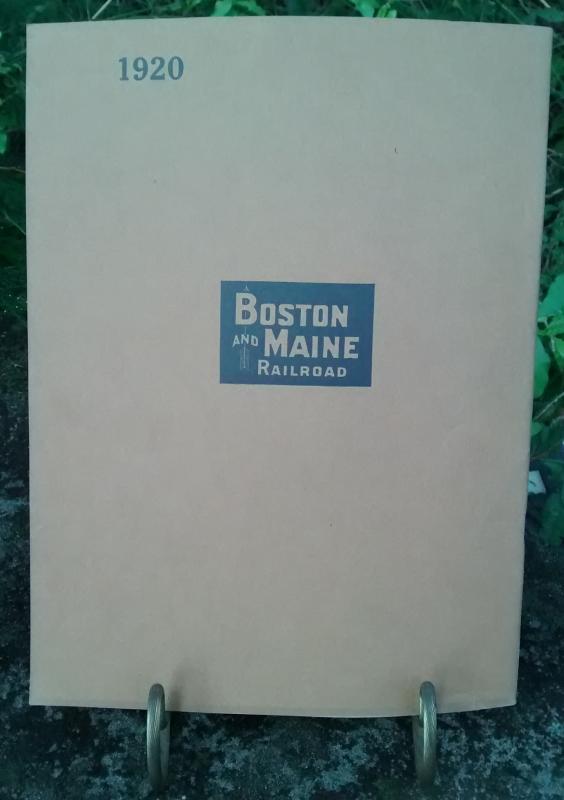 1920
BOSTON
AND MAINE
RAILROAD